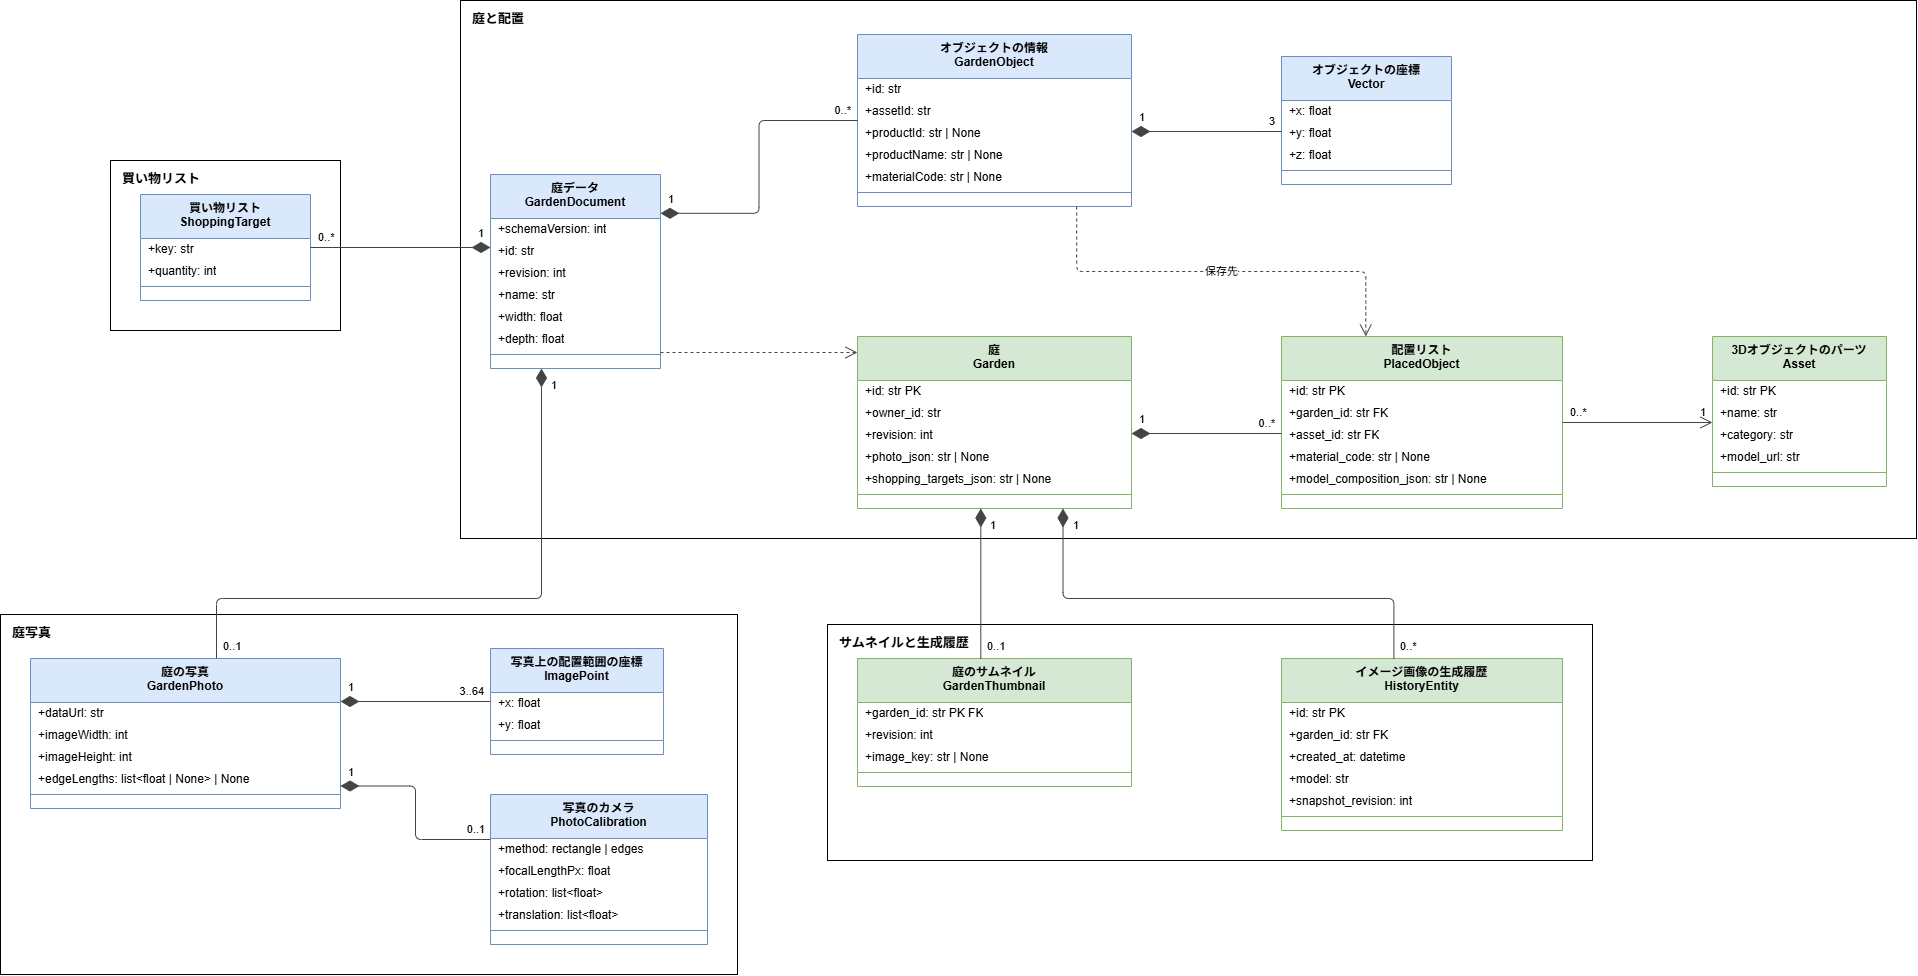 庭と配置
オブジェクトの情報
GardenObject
+id: str
+assetId: str
+productId: str | None
+productName: str | None
+materialCode: str | None
オブジェクトの座標
Vector
+x: float
+y: float
+z: float
0..*
1
3
買い物リスト
買い物リスト
ShoppingTarget
+key: str
+quantity: int
0..*
1
庭データ
GardenDocument
+schemaVersion: int
+id: str
+revision: int
+name: str
+width: float
+depth: float
1
1
保存先
庭
Garden
+id: str PK
+owner_id: str
+revision: int
+photo_json: str | None
+shopping_targets_json: str | None
1
0..*
配置リスト
PlacedObject
+id: str PK
+garden_id: str FK
+asset_id: str FK
+material_code: str | None
+model_composition_json: str | None
0..*
1
3Dオブジェクトのパーツ
Asset
+id: str PK
+name: str
+category: str
+model_url: str
1
1
庭写真
0..1
庭の写真
GardenPhoto
+dataUrl: str
+imageWidth: int
+imageHeight: int
+edgeLengths: list<float | None> | None
1
3..64
写真上の配置範囲の座標
ImagePoint
+x: float
+y: float
1
0..1
写真のカメラ
PhotoCalibration
+method: rectangle | edges
+focalLengthPx: float
+rotation: list<float>
+translation: list<float>
サムネイルと生成履歴
0..1
0..*
庭のサムネイル
GardenThumbnail
+garden_id: str PK FK
+revision: int
+image_key: str | None
イメージ画像の生成履歴
HistoryEntity
+id: str PK
+garden_id: str FK
+created_at: datetime
+model: str
+snapshot_revision: int